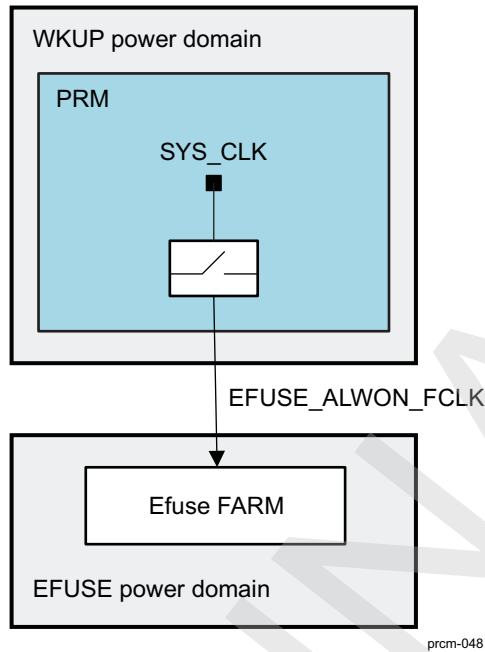 WKUP power domain
PRM
SYS_CLK
EFUSE_ALWON_FCLK
Efuse FARM
EFUSE power domain
prcm-048